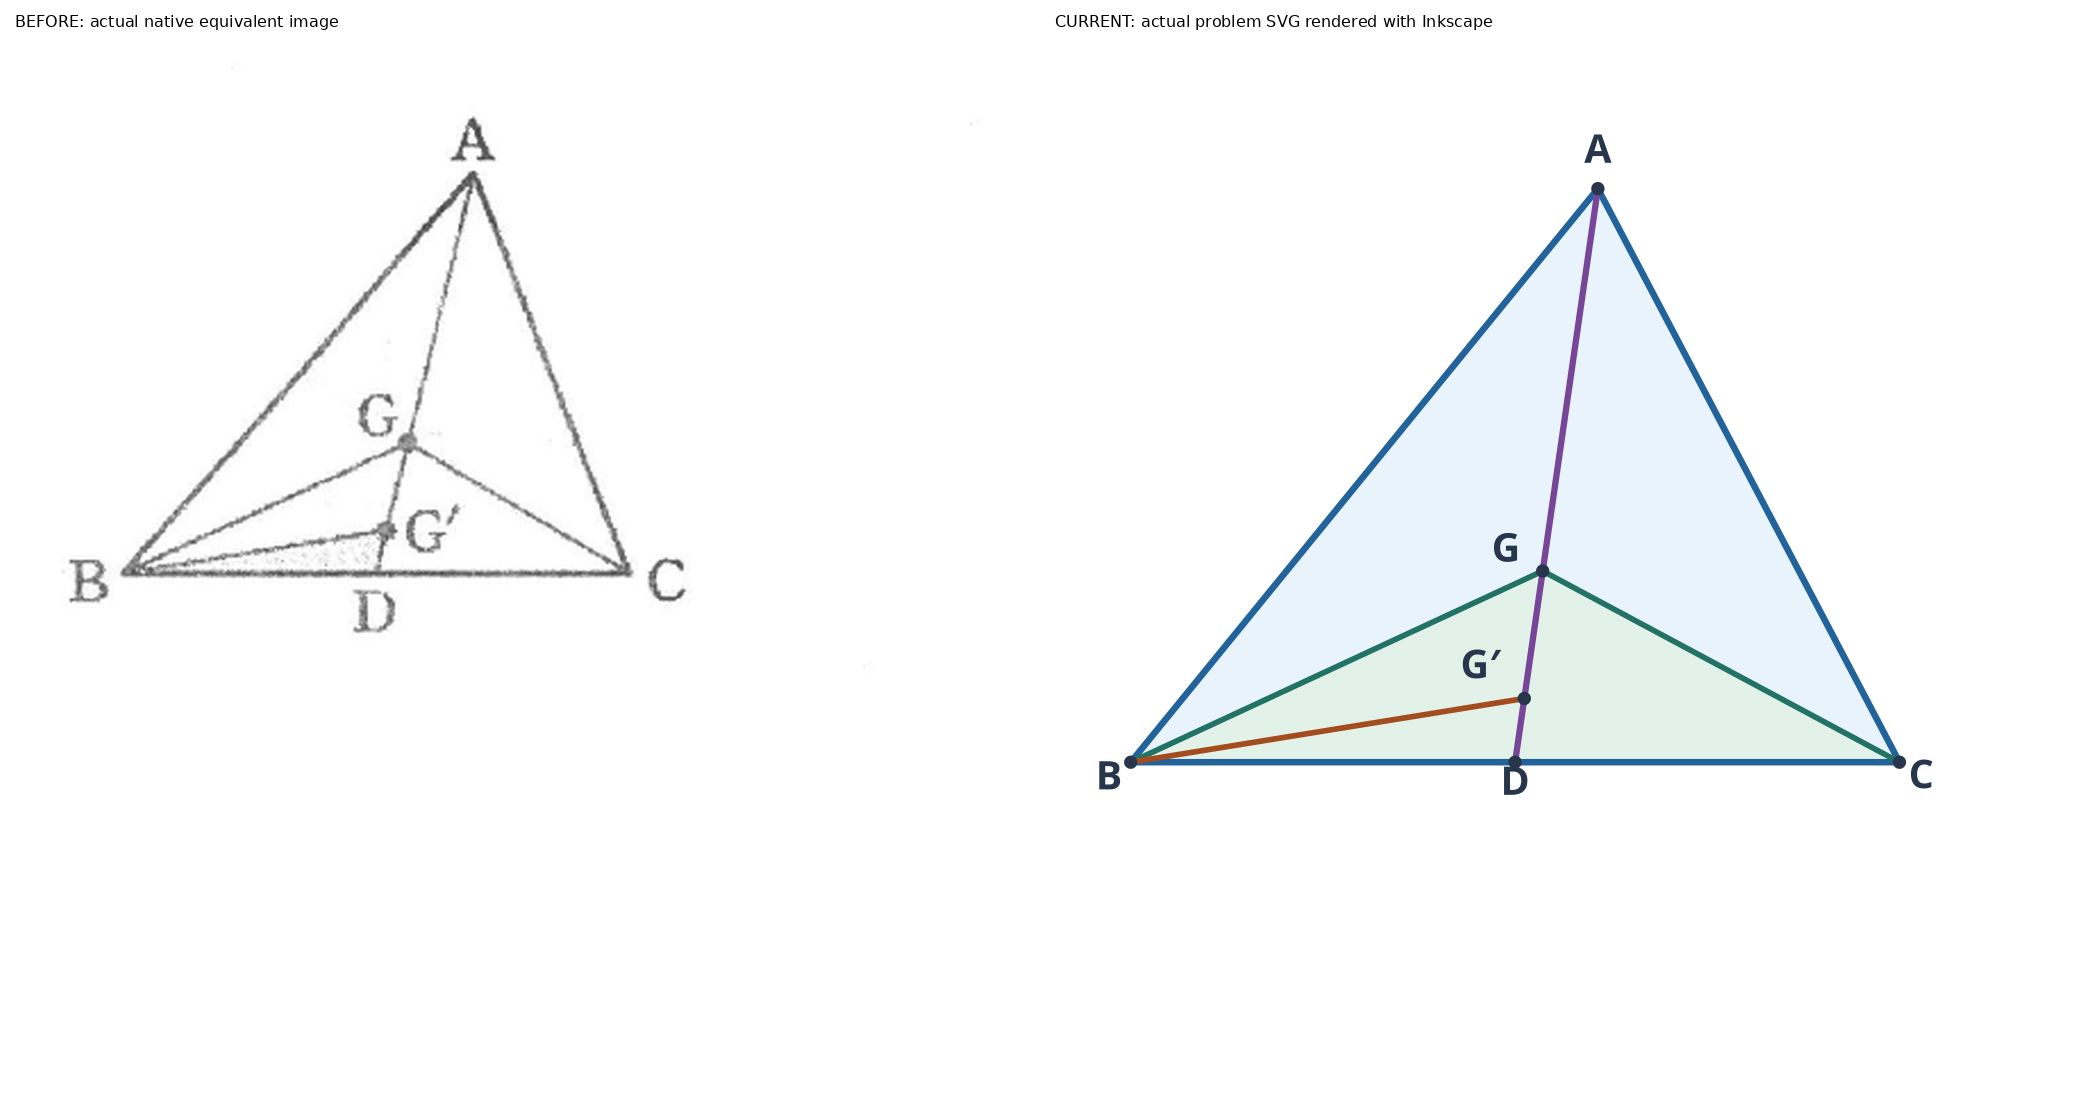 BEFORE: actual native equivalent image
A
G
G′
B
D
C
CURRENT: actual problem SVG rendered with Inkscape
A
G
G′
B
D
C